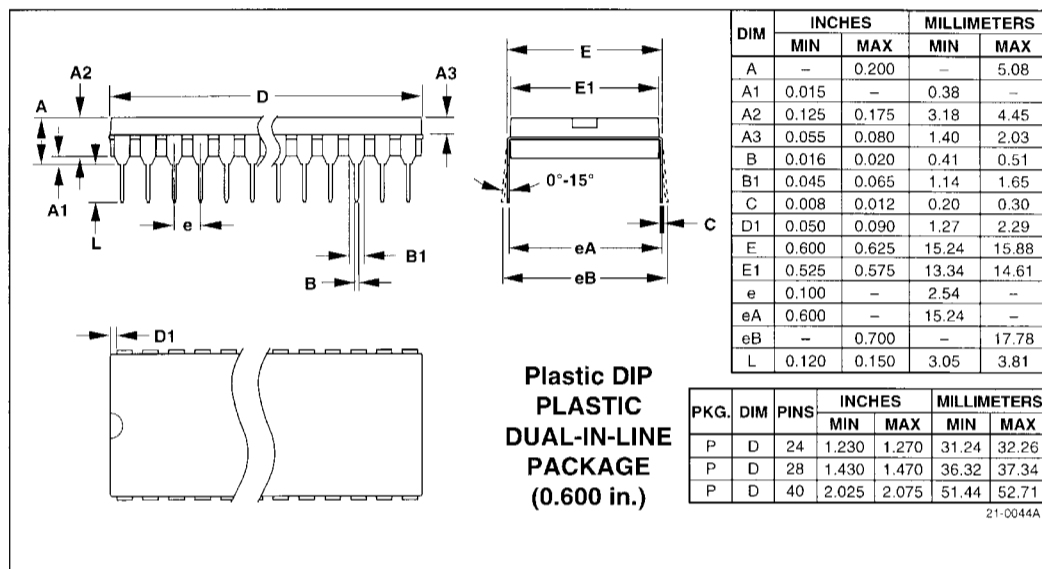 A2
A
D
A3
A1
L
e
B
B1
E
E1
0°-15°
C
eA
eB
D1
Plastic DIP
PLASTIC
DUAL-IN-LINE
PACKAGE
(0.600 in.)
DIM INCHES MILLIMETERS
MIN MAX MIN MAX
A – 0.200 – 5.08
A1 0.015 – 0.38 –
A2 0.125 0.175 3.18 4.45
A3 0.055 0.080 1.40 2.03
B 0.016 0.020 0.41 0.51
B1 0.045 0.065 1.14 1.65
C 0.008 0.012 0.20 0.30
D1 0.050 0.090 1.27 2.29
E 0.600 0.625 15.24 15.88
E1 0.525 0.575 13.34 14.61
e 0.100 – 2.54 –
eA 0.600 – 15.24 –
eB – 0.700 – 17.78
L 0.120 0.150 3.05 3.81
PKG. DIM PINS INCHES MILLIMETERS
MIN MAX MIN MAX
P D 24 1.230 1.270 31.24 32.26
P D 28 1.430 1.470 36.32 37.34
P D 40 2.025 2.075 51.44 52.71
21-0044A